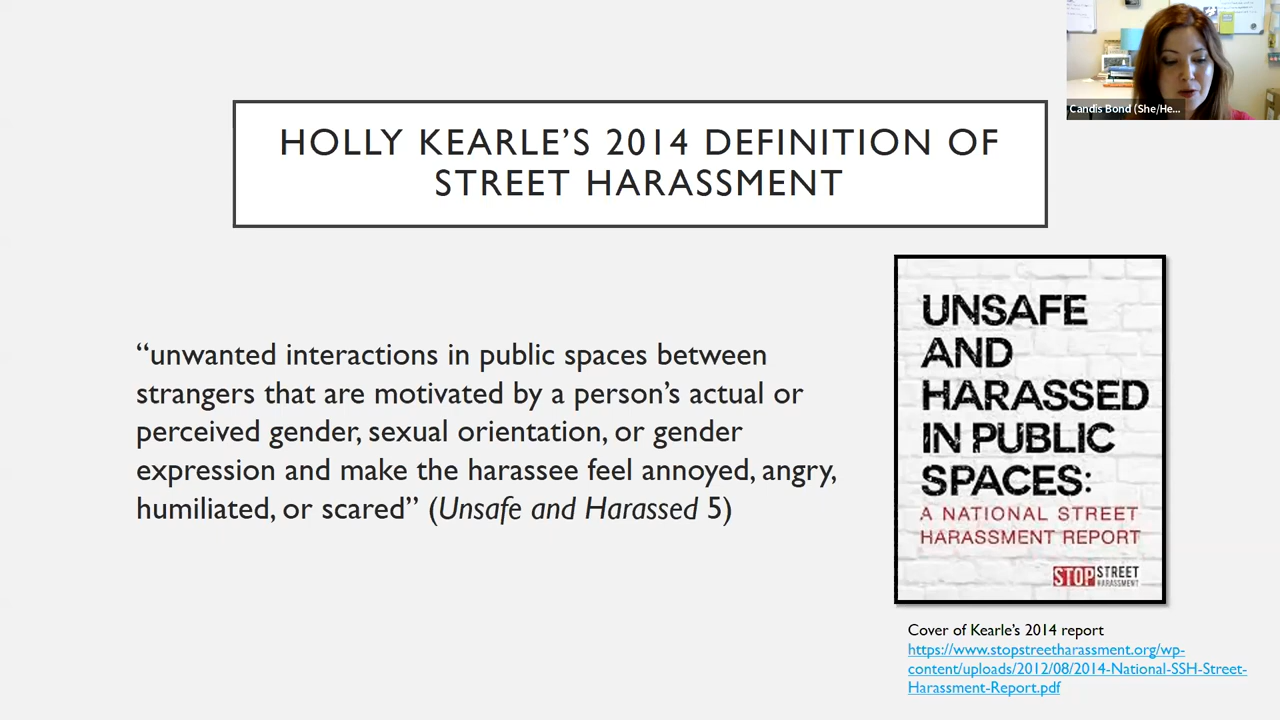 Candis Bond (She/He...
HOLLY KEARLE’S 2014 DEFINITION OF
STREET HARASSMENT
“unwanted interactions in public spaces between
strangers that are motivated by a person’s actual or
perceived gender, sexual orientation, or gender
expression and make the harassee feel annoyed, angry,
humiliated, or scared” (Unsafe and Harassed 5)
UNSAFE
AND
HARASSED
IN PUBLIC
SPACES:
A NATIONAL STREET
HARASSMENT REPORT
STOP STREET
HARASSMENT
Cover of Kearle’s 2014 report
https://www.stopstreetharassment.org/wp-
content/uploads/2012/08/2014-National-SSH-Street-
Harassment-Report.pdf